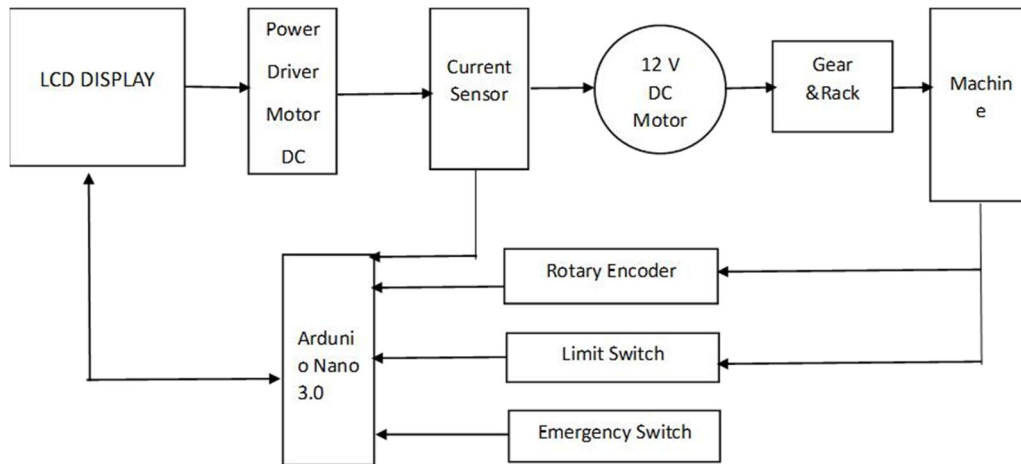 LCD DISPLAY
Power
Driver
Motor
DC
Current
Sensor
12 V
DC
Motor
Gear
&Rack
Machin
e
Rotary Encoder
Limit Switch
Emergency Switch
Arduni
o Nano
3.0